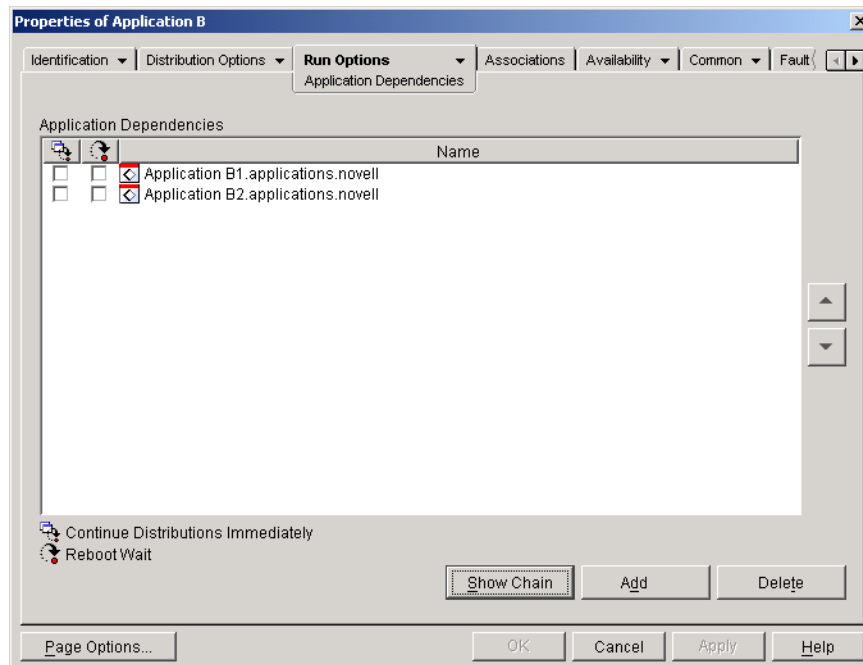 Properties of Application B
Identification Distribution Options Run Options Associations Availability Common Fault
Application Dependencies
Application Dependencies
Name
Application B1.applications.novell
Application B2.applications.novell
Continue Distributions Immediately
Reboot Wait
Show Chain Add Delete
Page Options... OK Cancel Apply Help